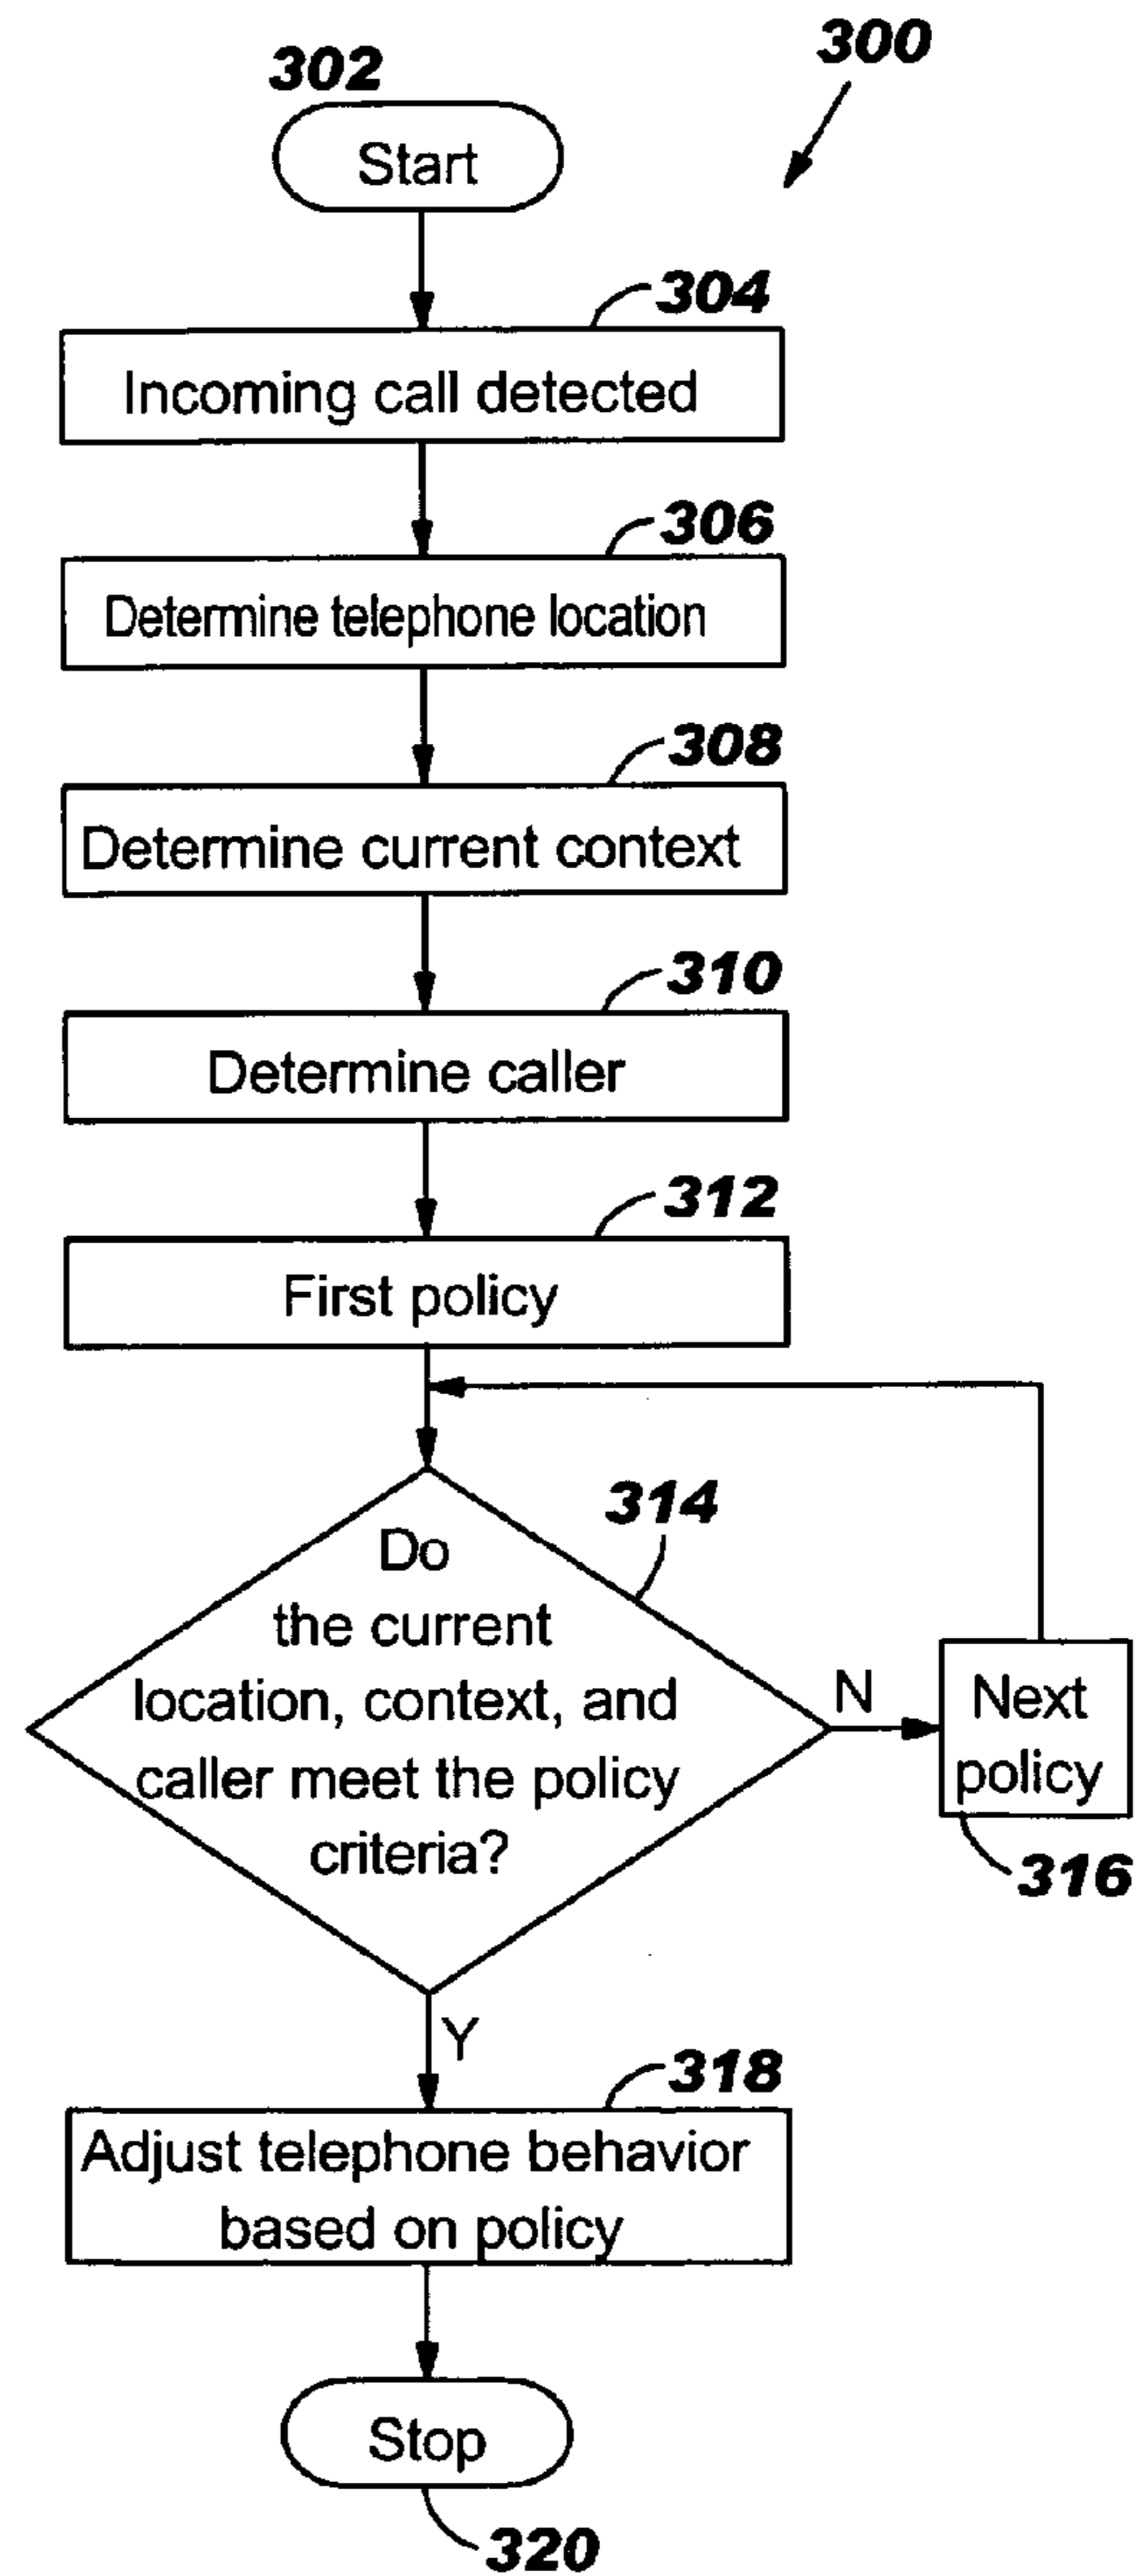 300
302
Start
304
Incoming call detected
306
Determine telephone location
308
Determine current context
310
Determine caller
312
First policy
314
Do
the current
location, context, and
caller meet the policy
criteria?
N
Next
policy
316
Y
318
Adjust telephone behavior
based on policy
Stop
320